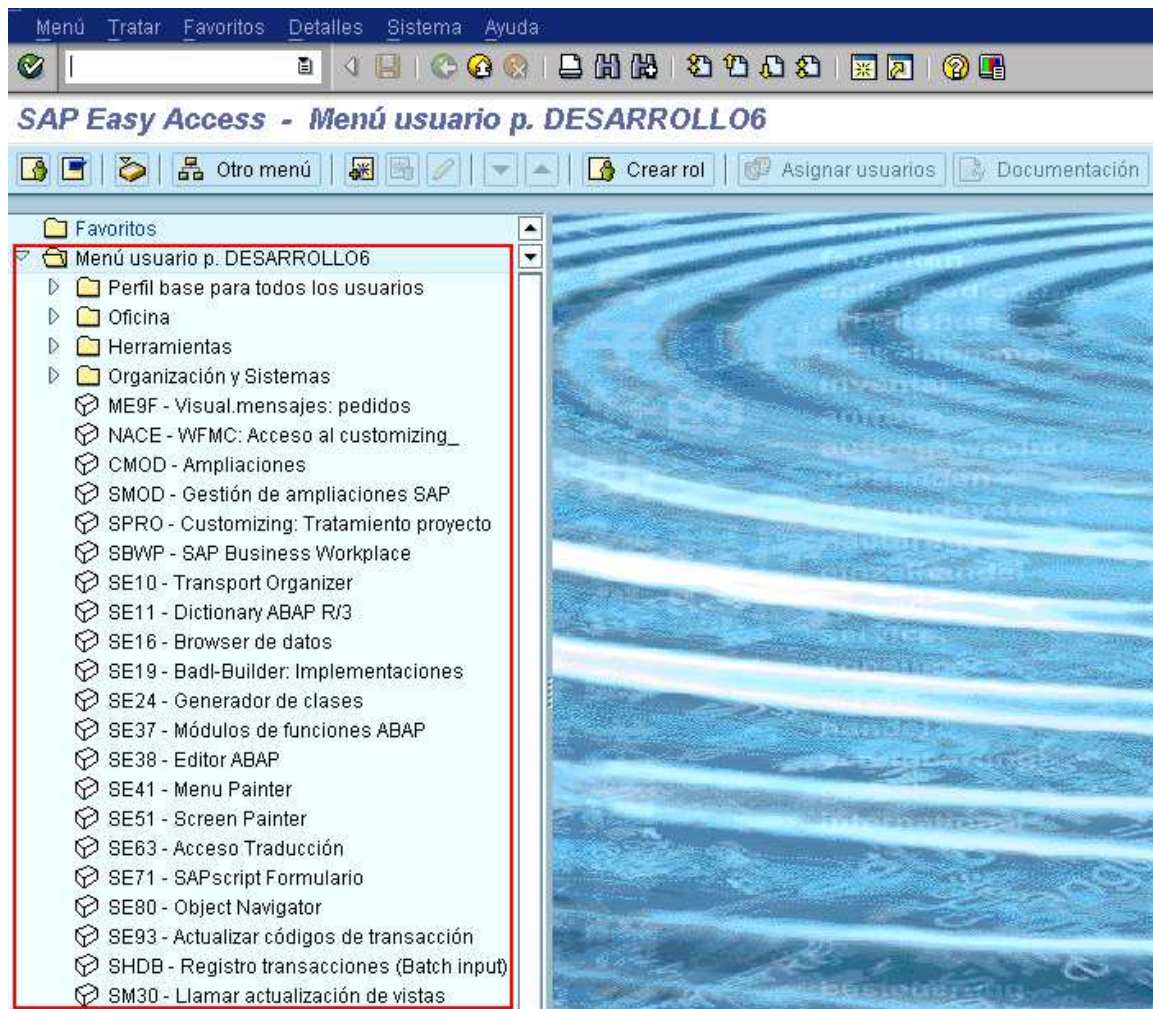 Menú Tratar Favoritos Detalles Sistema Ayuda
SAP Easy Access - Menú usuario p. DESARROLLO6
Otro menú Crear rol Asignar usuarios Documentación
Favoritos
Menú usuario p. DESARROLLO6
Perfil base para todos los usuarios
Oficina
Herramientas
Organización y Sistemas
ME9F - Visual.mensajes: pedidos
NACE - WFMC: Acceso al customizing_
CMOD - Ampliaciones
SMOD - Gestión de ampliaciones SAP
SPRO - Customizing: Tratamiento proyecto
SBWP - SAP Business Workplace
SE10 - Transport Organizer
SE11 - Dictionary ABAP R/3
SE16 - Browser de datos
SE19 - BadI-Builder: Implementaciones
SE24 - Generador de clases
SE37 - Módulos de funciones ABAP
SE38 - Editor ABAP
SE41 - Menu Painter
SE51 - Screen Painter
SE63 - Acceso Traducción
SE71 - SAPscript Formulario
SE80 - Object Navigator
SE93 - Actualizar códigos de transacción
SHDB - Registro transacciones (Batch input)
SM30 - Llamar actualización de vistas